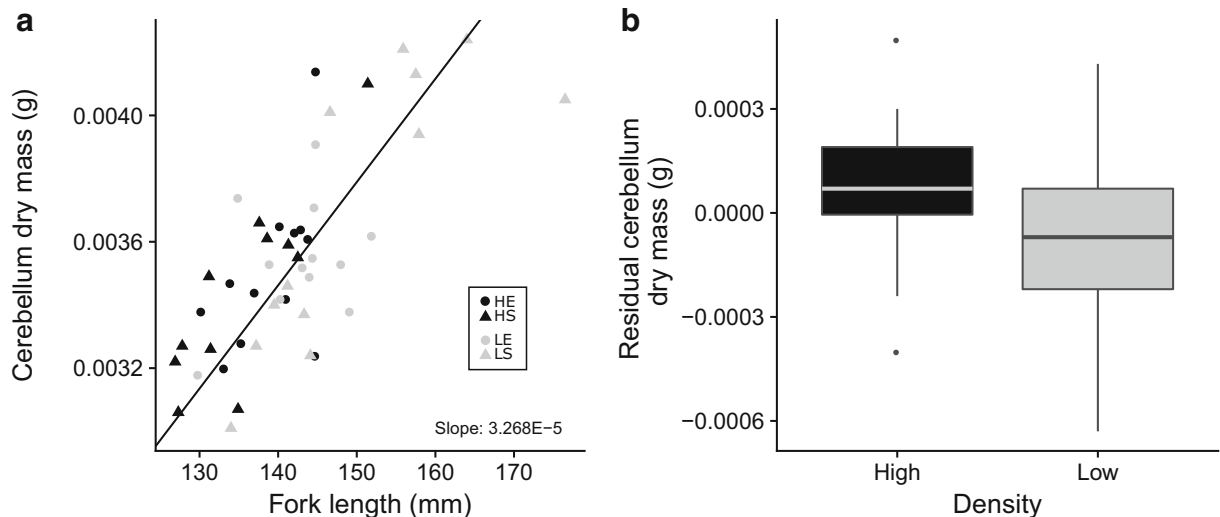 a
Cerebellum dry mass (g)
0.0040
0.0036
0.0032
HE
HS
LE
LS
Slope: 3.268E−5
130 140 150 160 170
Fork length (mm)
b
Residual cerebellum
dry mass (g)
0.0003
0.0000
−0.0003
−0.0006
High Low
Density